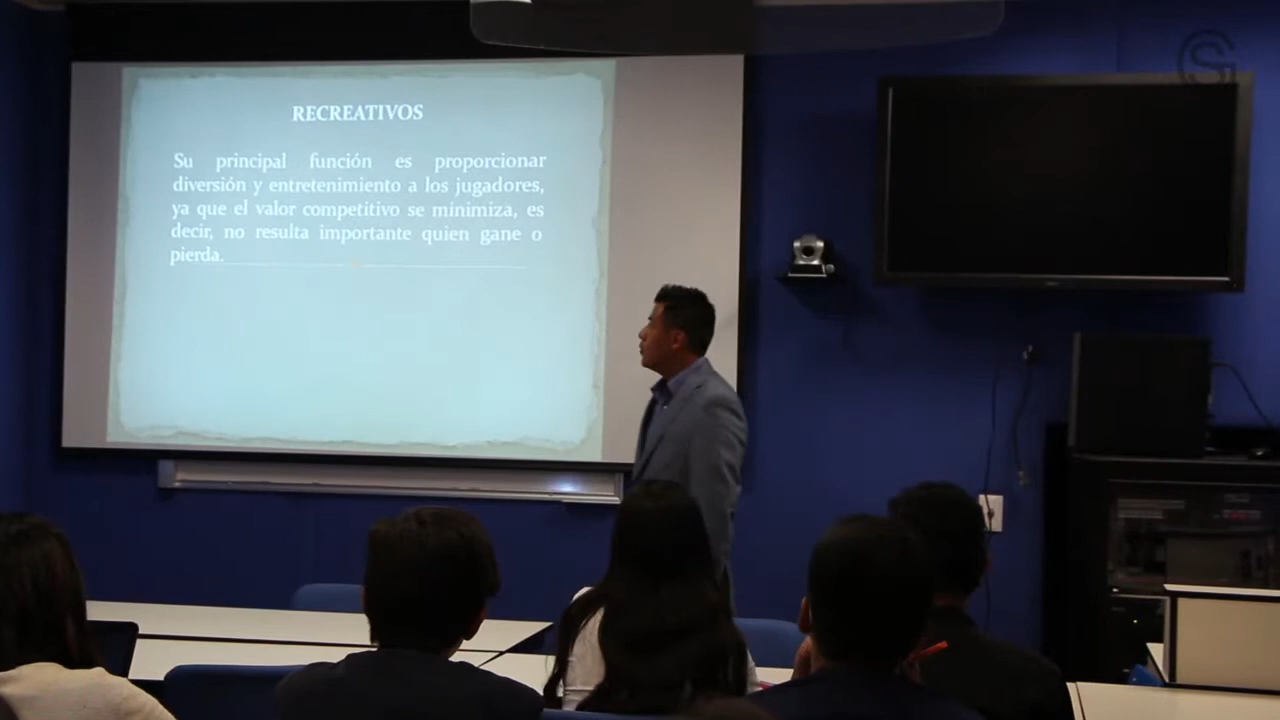 RECREATIVOS
Su principal función es proporcionar
diversión y entretenimiento a los jugadores,
ya que el valor competitivo se minimiza, es
decir, no resulta importante quien gane o
pierda.